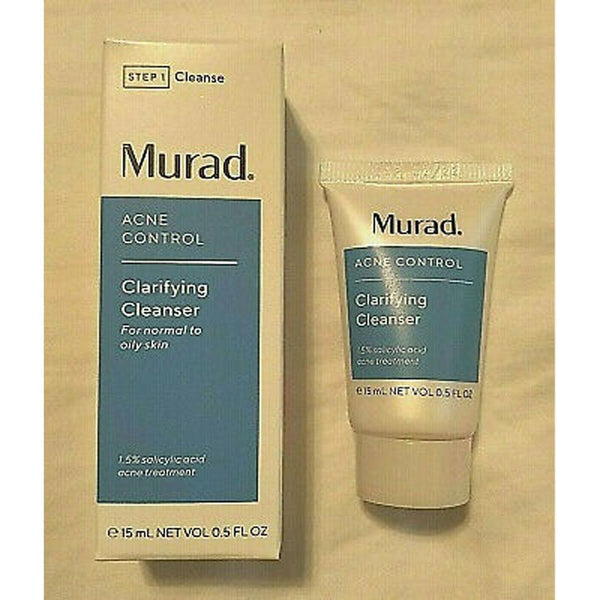 STEP 1 Cleanse
Murad.
ACNE
CONTROL
Clarifying
Cleanser
For normal to
oily skin
1.5% salicylic acid
acne treatment
℮ 15 mL NET VOL 0.5 FL OZ
Murad.
ACNE CONTROL
Clarifying
Cleanser
1.5% salicylic acid
acne treatment
℮ 15 mL NET VOL 0.5 FL OZ